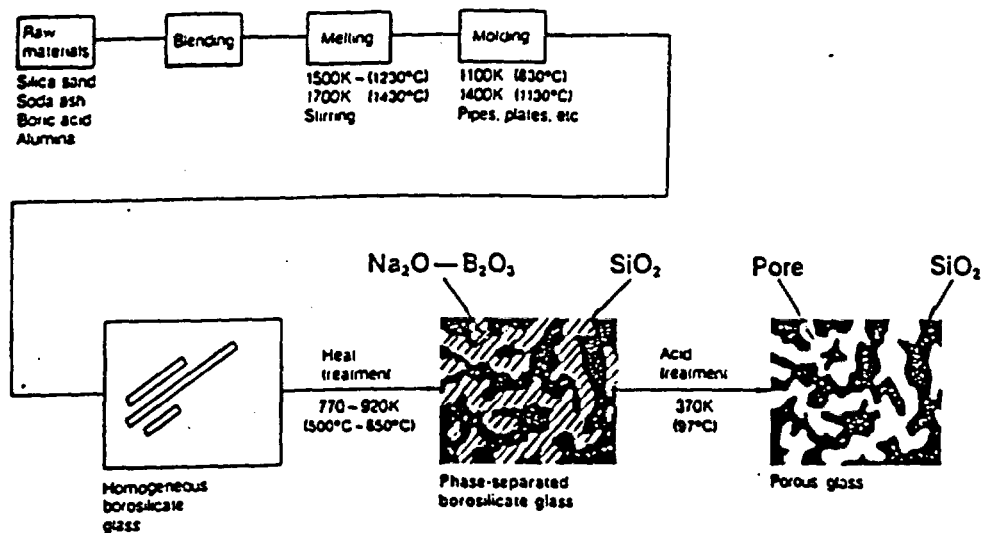 Raw
materials
Blending
Melting
Molding
Silica sand
Soda ash
Boric acid
Alumina
1500K – (1230°C)
1700K (1430°C)
Stirring
1100K (830°C)
1400K (1130°C)
Pipes, plates, etc
Na₂O — B₂O₃
SiO₂
Pore
SiO₂
Heat
treatment
770 – 920K
(500°C – 650°C)
Acid
treatment
370K
(97°C)
Homogeneous
borosilicate
glass
Phase-separated
borosilicate glass
Porous glass